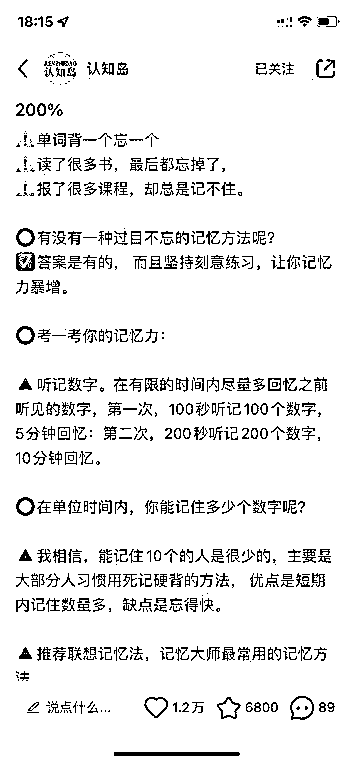 18:15
认知岛
认知岛
已关注
200%
单词背一个忘一个
读了很多书，最后都忘掉了，
报了很多课程，却总是记不住。
有没有一种过目不忘的记忆方法呢？
答案是有的， 而且坚持刻意练习，让你记忆
力暴增。
考一考你的记忆力：
▲ 听记数字。在有限的时间内尽量多回忆之前
听见的数字，第一次，100秒听记100个数字，
5分钟回忆：第二次，200秒听记200个数字，
10分钟回忆。
在单位时间内，你能记住多少个数字呢？
▲ 我相信，能记住10个的人是很少的，主要是
大部分人习惯用死记硬背的方法， 优点是短期
内记住数量多，缺点是忘得快。
▲ 推荐联想记忆法，记忆大师最常用的记忆方
法
说点什么...
1.2万
6800
89